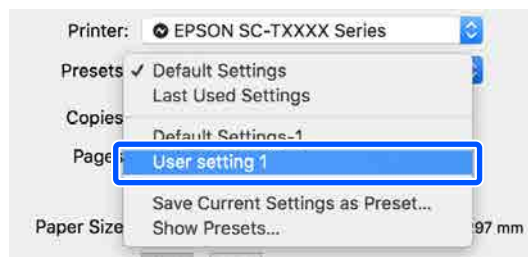 Printer: EPSON SC-TXXXX Series
Presets ✓ Default Settings
Last Used Settings
Copies
Default Settings-1
Pages
User setting 1
Save Current Settings as Preset...
Paper Size Show Presets... 97 mm